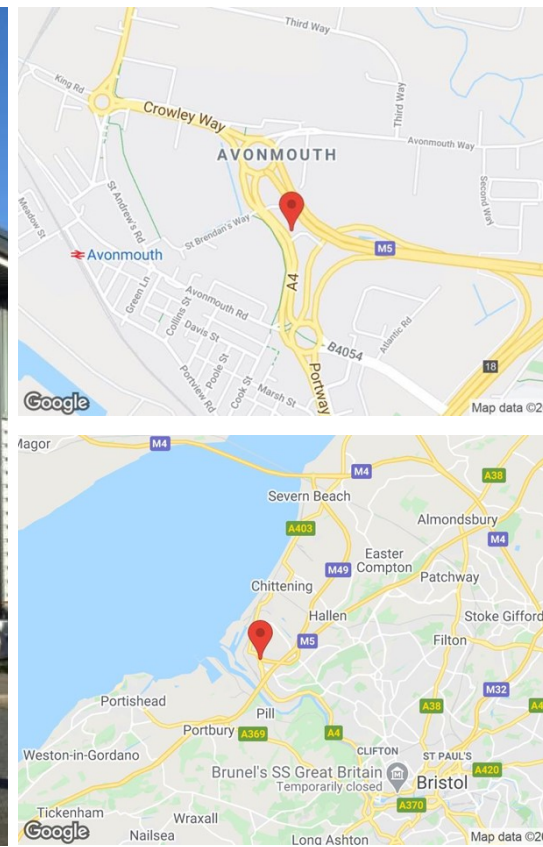 Third Way
King Rd
Crowley Way
Third Way
Avonmouth Way
AVONMOUTH
Second Way
St Andrew's Rd
Meadow St
St Brendan's Way
M5
Avonmouth
A4
Green Ln
Collins St
Avonmouth Rd
Davis St
Poole St
Atlantic Rd
B4054
Portview Rd
Cook St
Marsh St
Portway
18
Google
Map data ©20
Magor
M4
M4
A38
Severn Beach
A403
Almondsbury
M4
Easter
Compton
M49
Patchway
Chittening
Hallen
Stoke Gifford
M5
Filton
M32
Portishead
A38
A4
Pill
Portbury
A369
A4
CLIFTON
ST PAUL'S
Weston-in-Gordano
A420
Brunel's SS Great Britain
Temporarily closed
Bristol
A370
Tickenham
Wraxall
Google
Nailsea
Long Ashton
Map data ©20